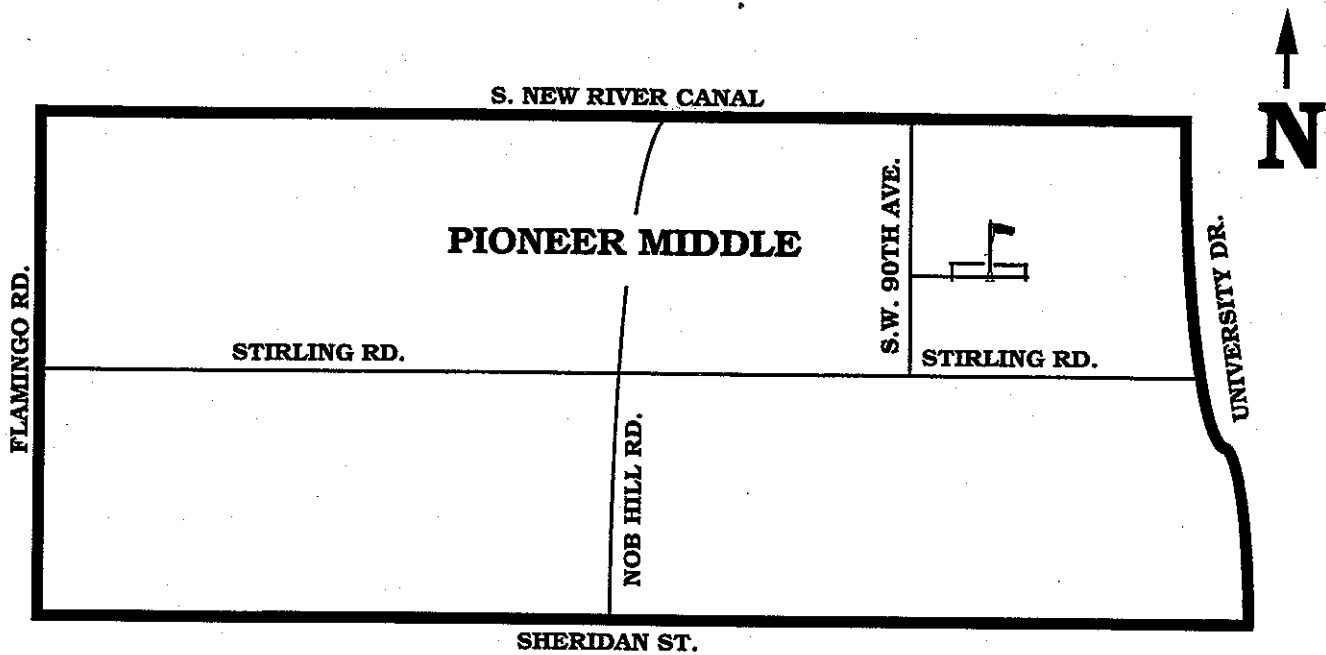 S. NEW RIVER CANAL
N
S.W. 90TH AVE.
PIONEER MIDDLE
UNIVERSITY DR.
FLAMINGO RD.
STIRLING RD.
STIRLING RD.
NOB HILL RD.
SHERIDAN ST.